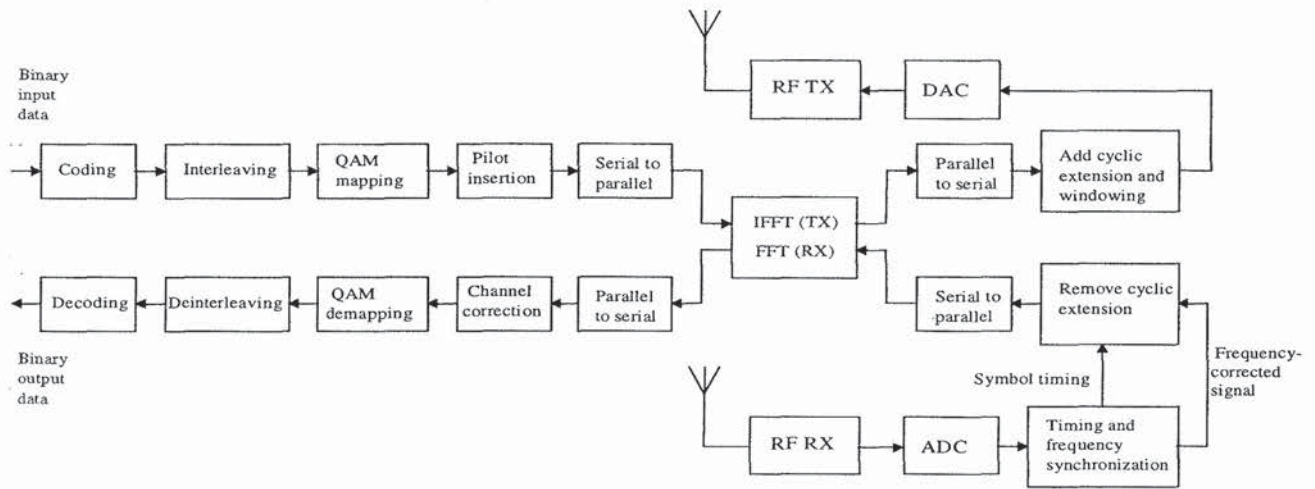 Binary
input
data
RF TX
DAC
Coding
Interleaving
QAM
mapping
Pilot
insertion
Serial to
parallel
Parallel
to serial
Add cyclic
extension and
windowing
IFFT (TX)
FFT (RX)
Decoding
Deinterleaving
QAM
demapping
Channel
correction
Parallel
to serial
Serial to
parallel
Remove cyclic
extension
Binary
output
data
Symbol timing
Frequency-
corrected
signal
RF RX
ADC
Timing and
frequency
synchronization